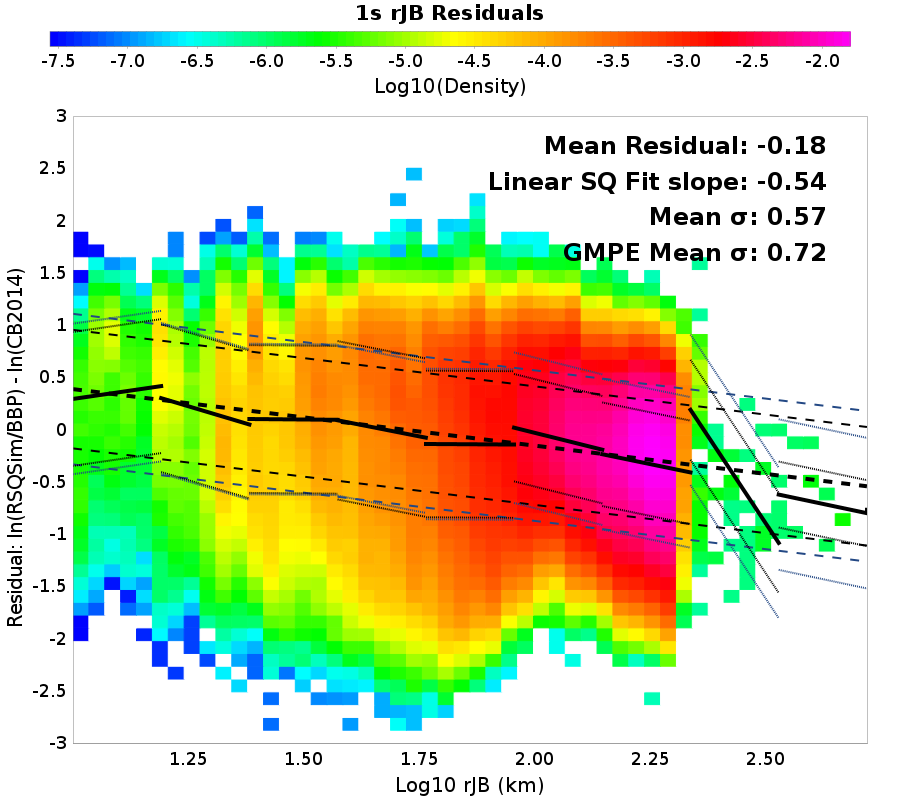 1s rJB Residuals
-7.5 -7.0 -6.5 -6.0 -5.5 -5.0 -4.5 -4.0 -3.5 -3.0 -2.5 -2.0
Log10(Density)
Mean Residual: -0.18
Linear SQ Fit slope: -0.54
Mean σ: 0.57
GMPE Mean σ: 0.72
Residual: ln(RSQSim/BBP) - ln(CB2014)
3
2.5
2
1.5
1
0.5
0
-0.5
-1
-1.5
-2
-2.5
-3
1.25 1.50 1.75 2.00 2.25 2.50
Log10 rJB (km)